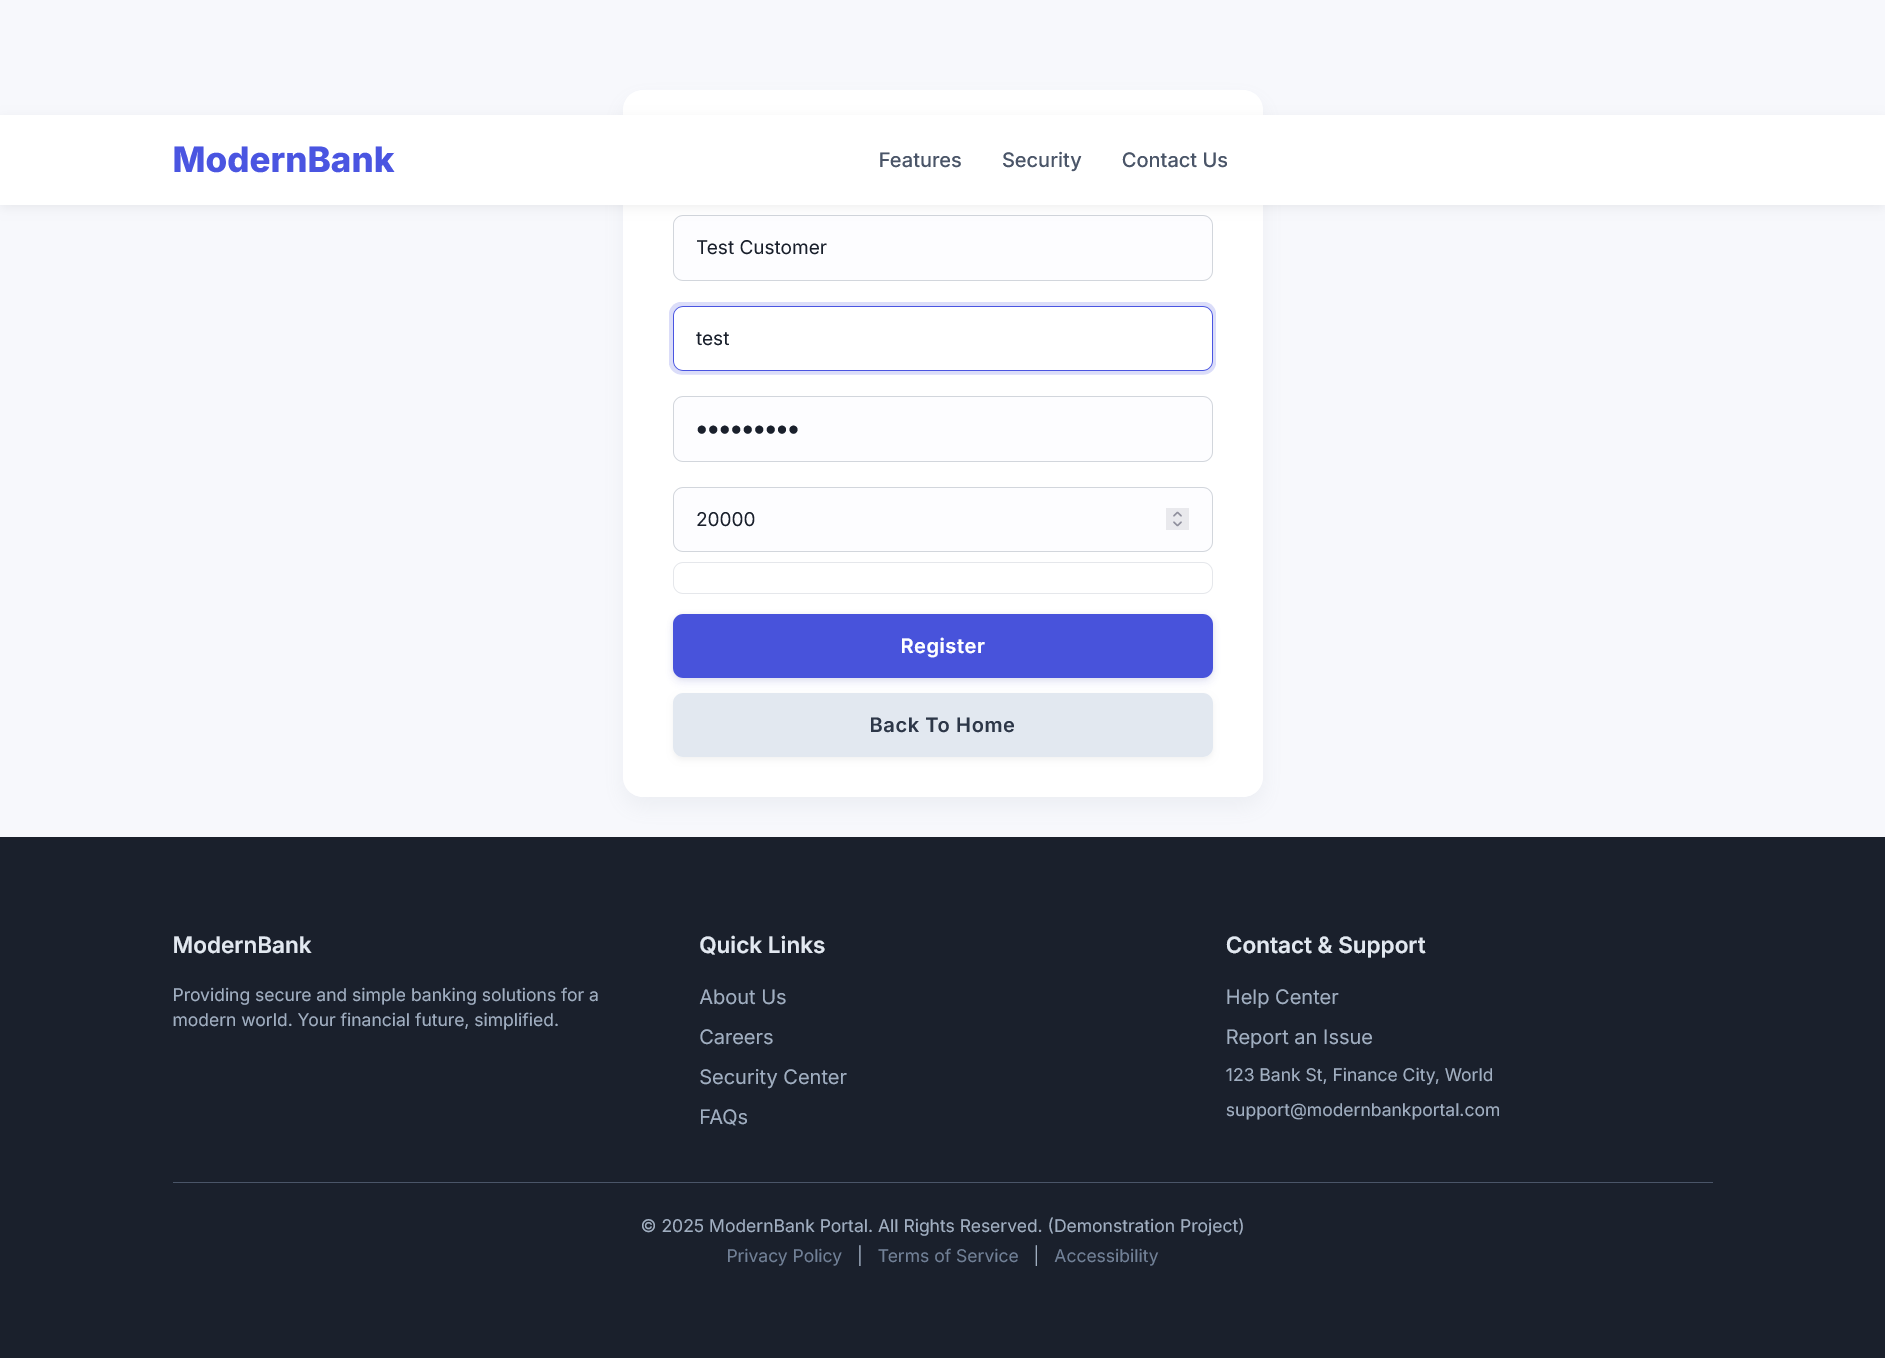 ModernBank
Features
Security
Contact Us
Test Customer
test
•••••••••
20000
Register
Back To Home
ModernBank
Providing secure and simple banking solutions for a
modern world. Your financial future, simplified.
Quick Links
About Us
Careers
Security Center
FAQs
Contact & Support
Help Center
Report an Issue
123 Bank St, Finance City, World
support@modernbankportal.com
© 2025 ModernBank Portal. All Rights Reserved. (Demonstration Project)
Privacy Policy | Terms of Service | Accessibility